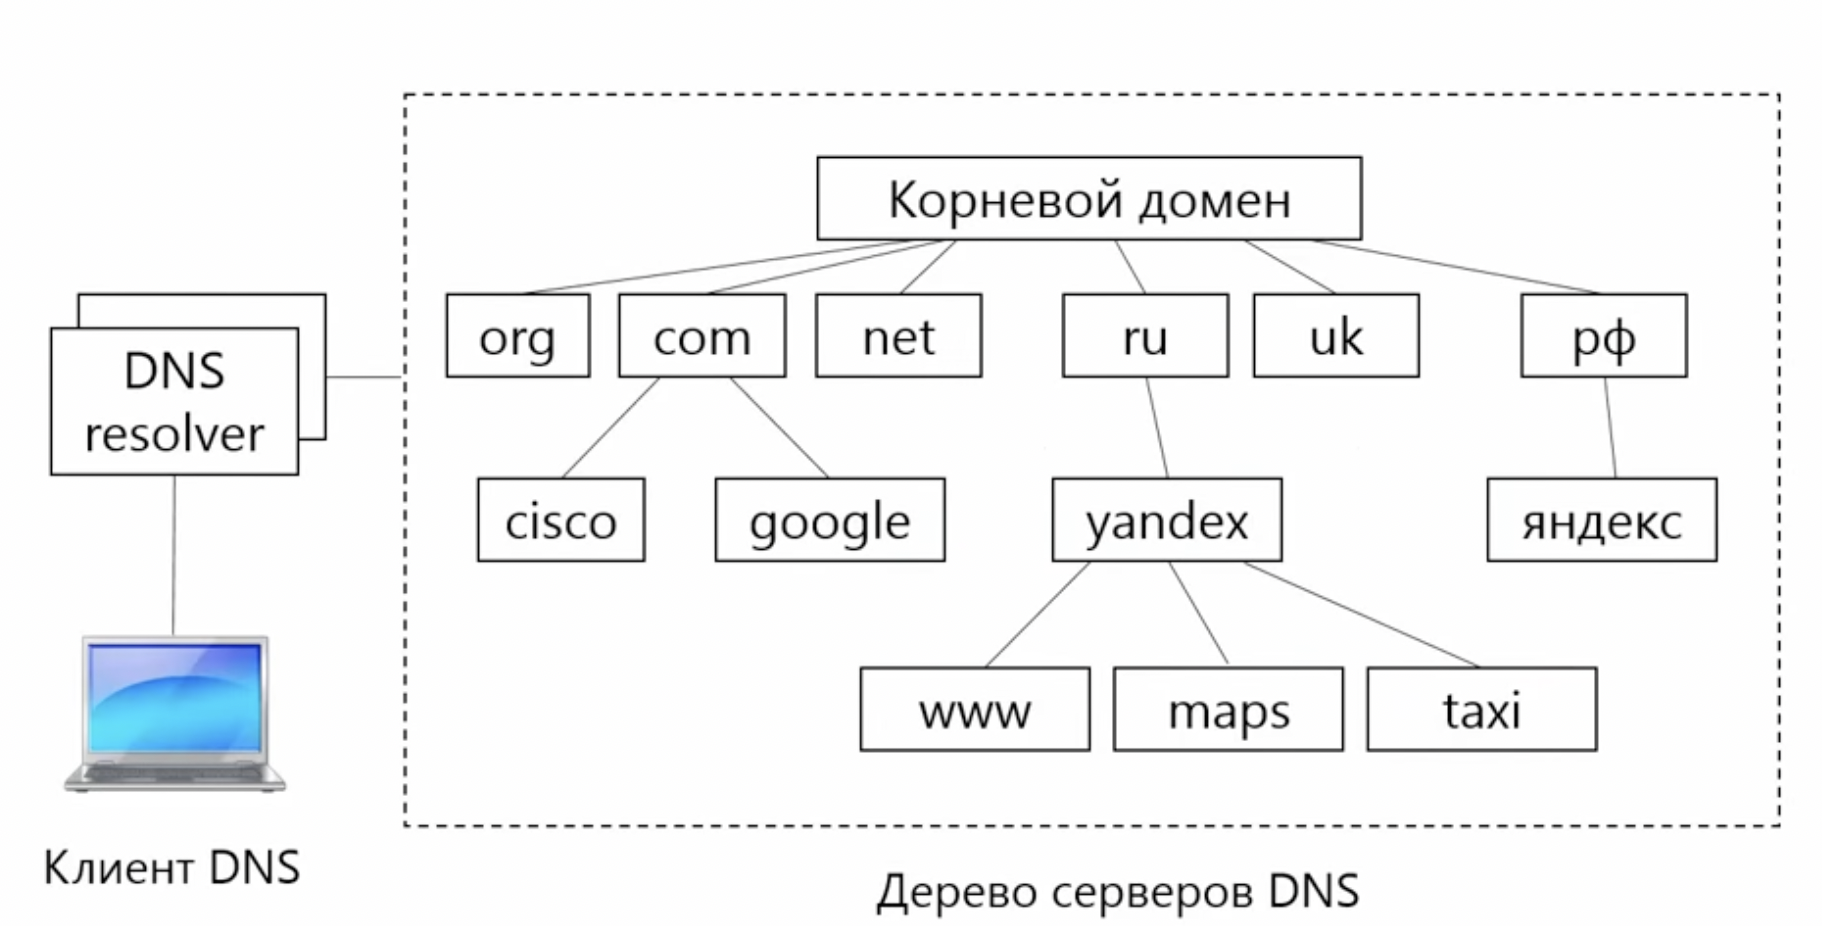 Корневой домен
org
com
net
ru
uk
рф
DNS
resolver
cisco
google
yandex
яндекс
www
maps
taxi
Клиент DNS
Дерево серверов DNS